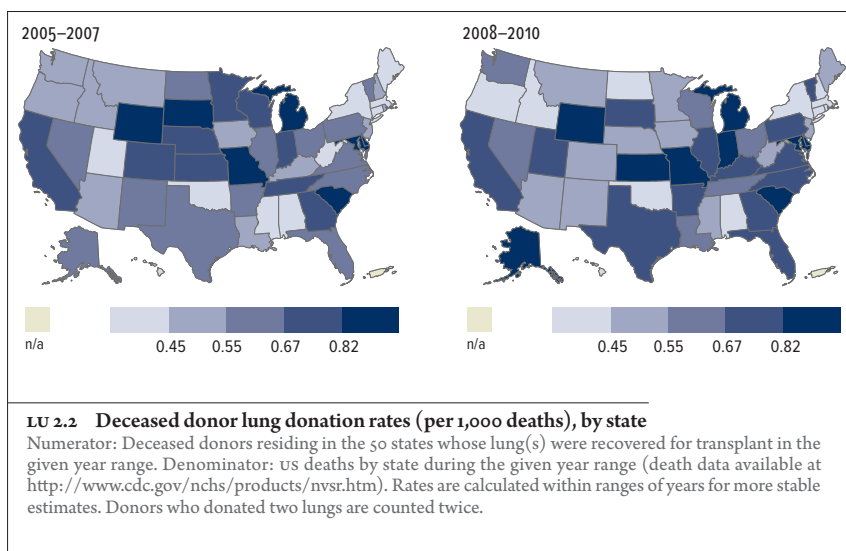 2005–2007
2008–2010
n/a
0.45 0.55 0.67 0.82
n/a
0.45 0.55 0.67 0.82
LU 2.2 Deceased donor lung donation rates (per 1,000 deaths), by state
Numerator: Deceased donors residing in the 50 states whose lung(s) were recovered for transplant in the
given year range. Denominator: US deaths by state during the given year range (death data available at
http://www.cdc.gov/nchs/products/nvsr.htm). Rates are calculated within ranges of years for more stable
estimates. Donors who donated two lungs are counted twice.